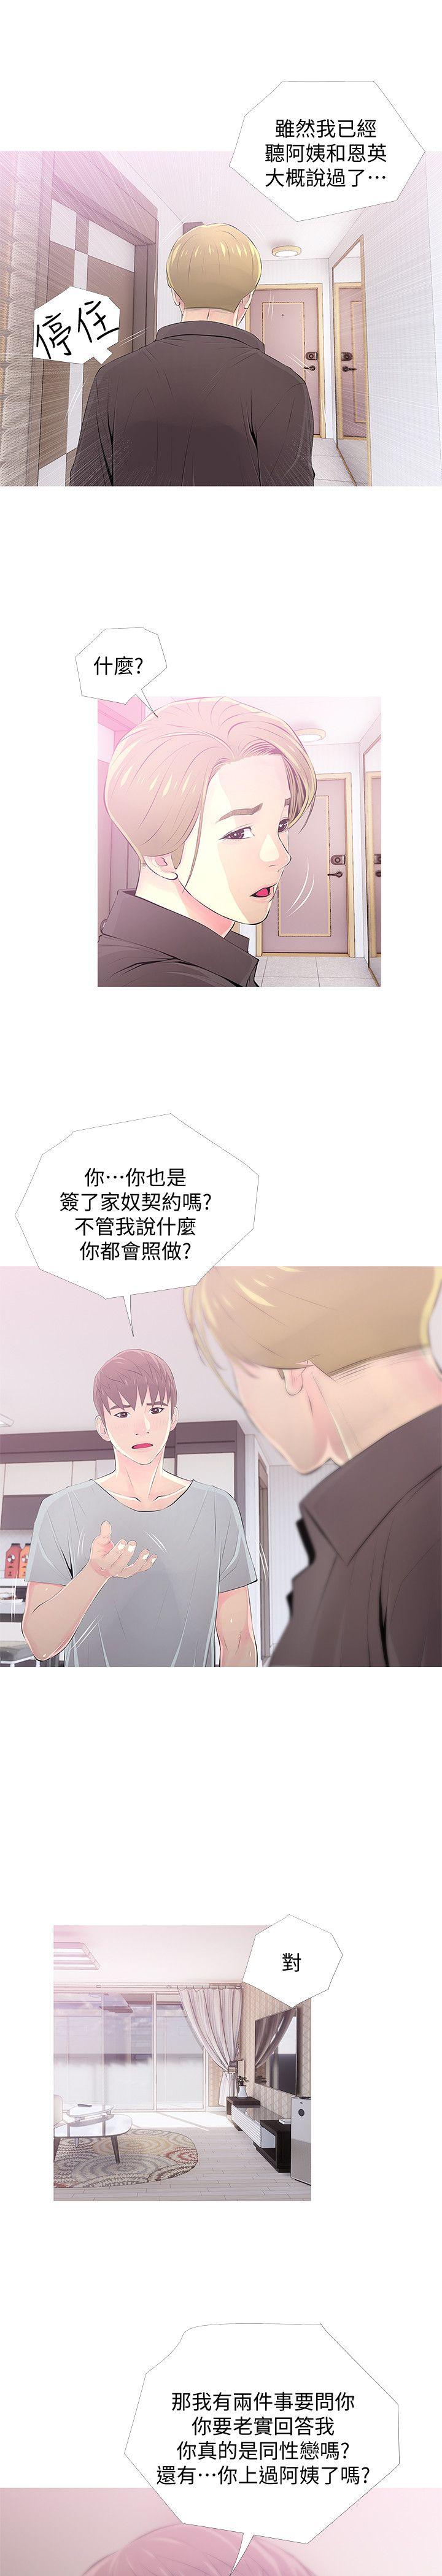 雖然我已經
聽阿姨和恩英
大概說過了…
停住
什麼?
你…你也是
簽了家奴契約嗎?
不管我說什麼
你都會照做?
對
那我有兩件事要問你
你要老實回答我
你真的是同性戀嗎?
還有…你上過阿姨了嗎?